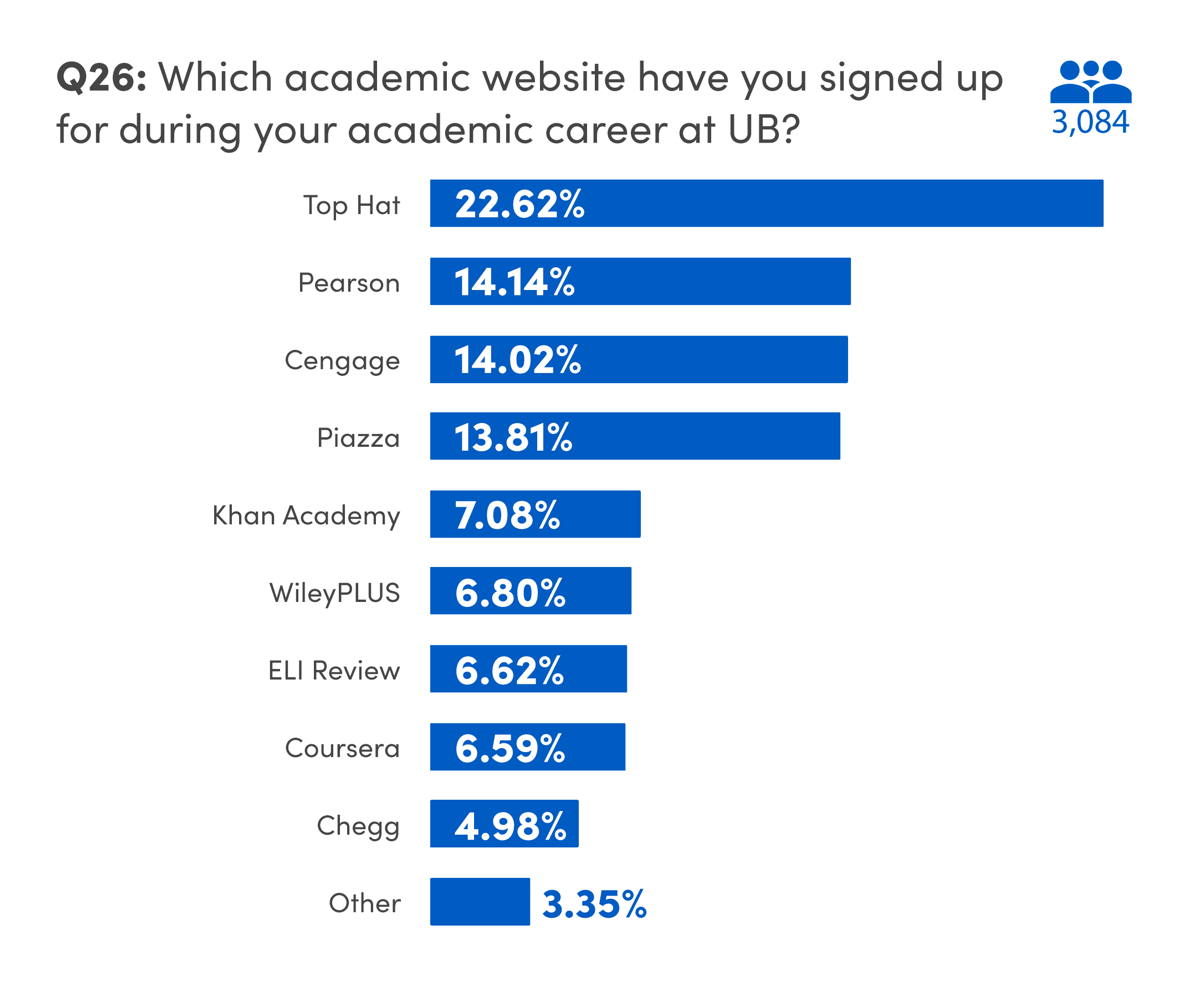 Q26: Which academic website have you signed up
for during your academic career at UB?
3,084
Top Hat 22.62%
Pearson 14.14%
Cengage 14.02%
Piazza 13.81%
Khan Academy 7.08%
WileyPLUS 6.80%
ELI Review 6.62%
Coursera 6.59%
Chegg 4.98%
Other 3.35%